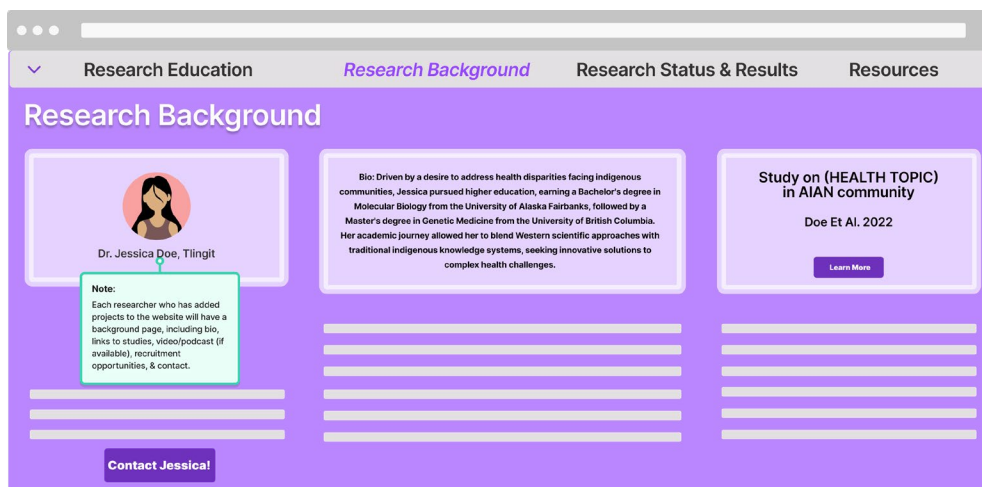 Research Education
Research Background
Research Status & Results
Resources
Research Background
Dr. Jessica Doe, Tlingit
Note:
Each researcher who has added
projects to the website will have a
background page, including bio,
links to studies, video/podcast (if
available), recruitment
opportunities, & contact.
Contact Jessica!
Bio: Driven by a desire to address health disparities facing indigenous
communities, Jessica pursued higher education, earning a Bachelor's degree in
Molecular Biology from the University of Alaska Fairbanks, followed by a
Master's degree in Genetic Medicine from the University of British Columbia.
Her academic journey allowed her to blend Western scientific approaches with
traditional indigenous knowledge systems, seeking innovative solutions to
complex health challenges.
Study on (HEALTH TOPIC)
in AIAN community
Doe Et Al. 2022
Learn More